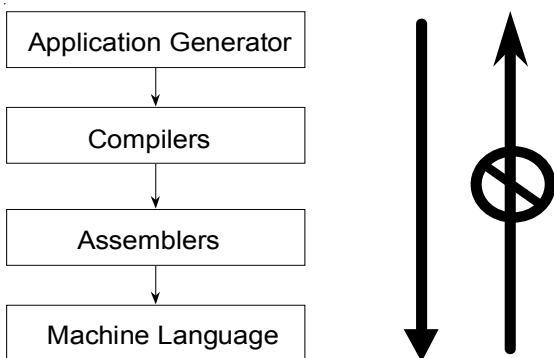 Application Generator
Compilers
Assemblers
Machine Language